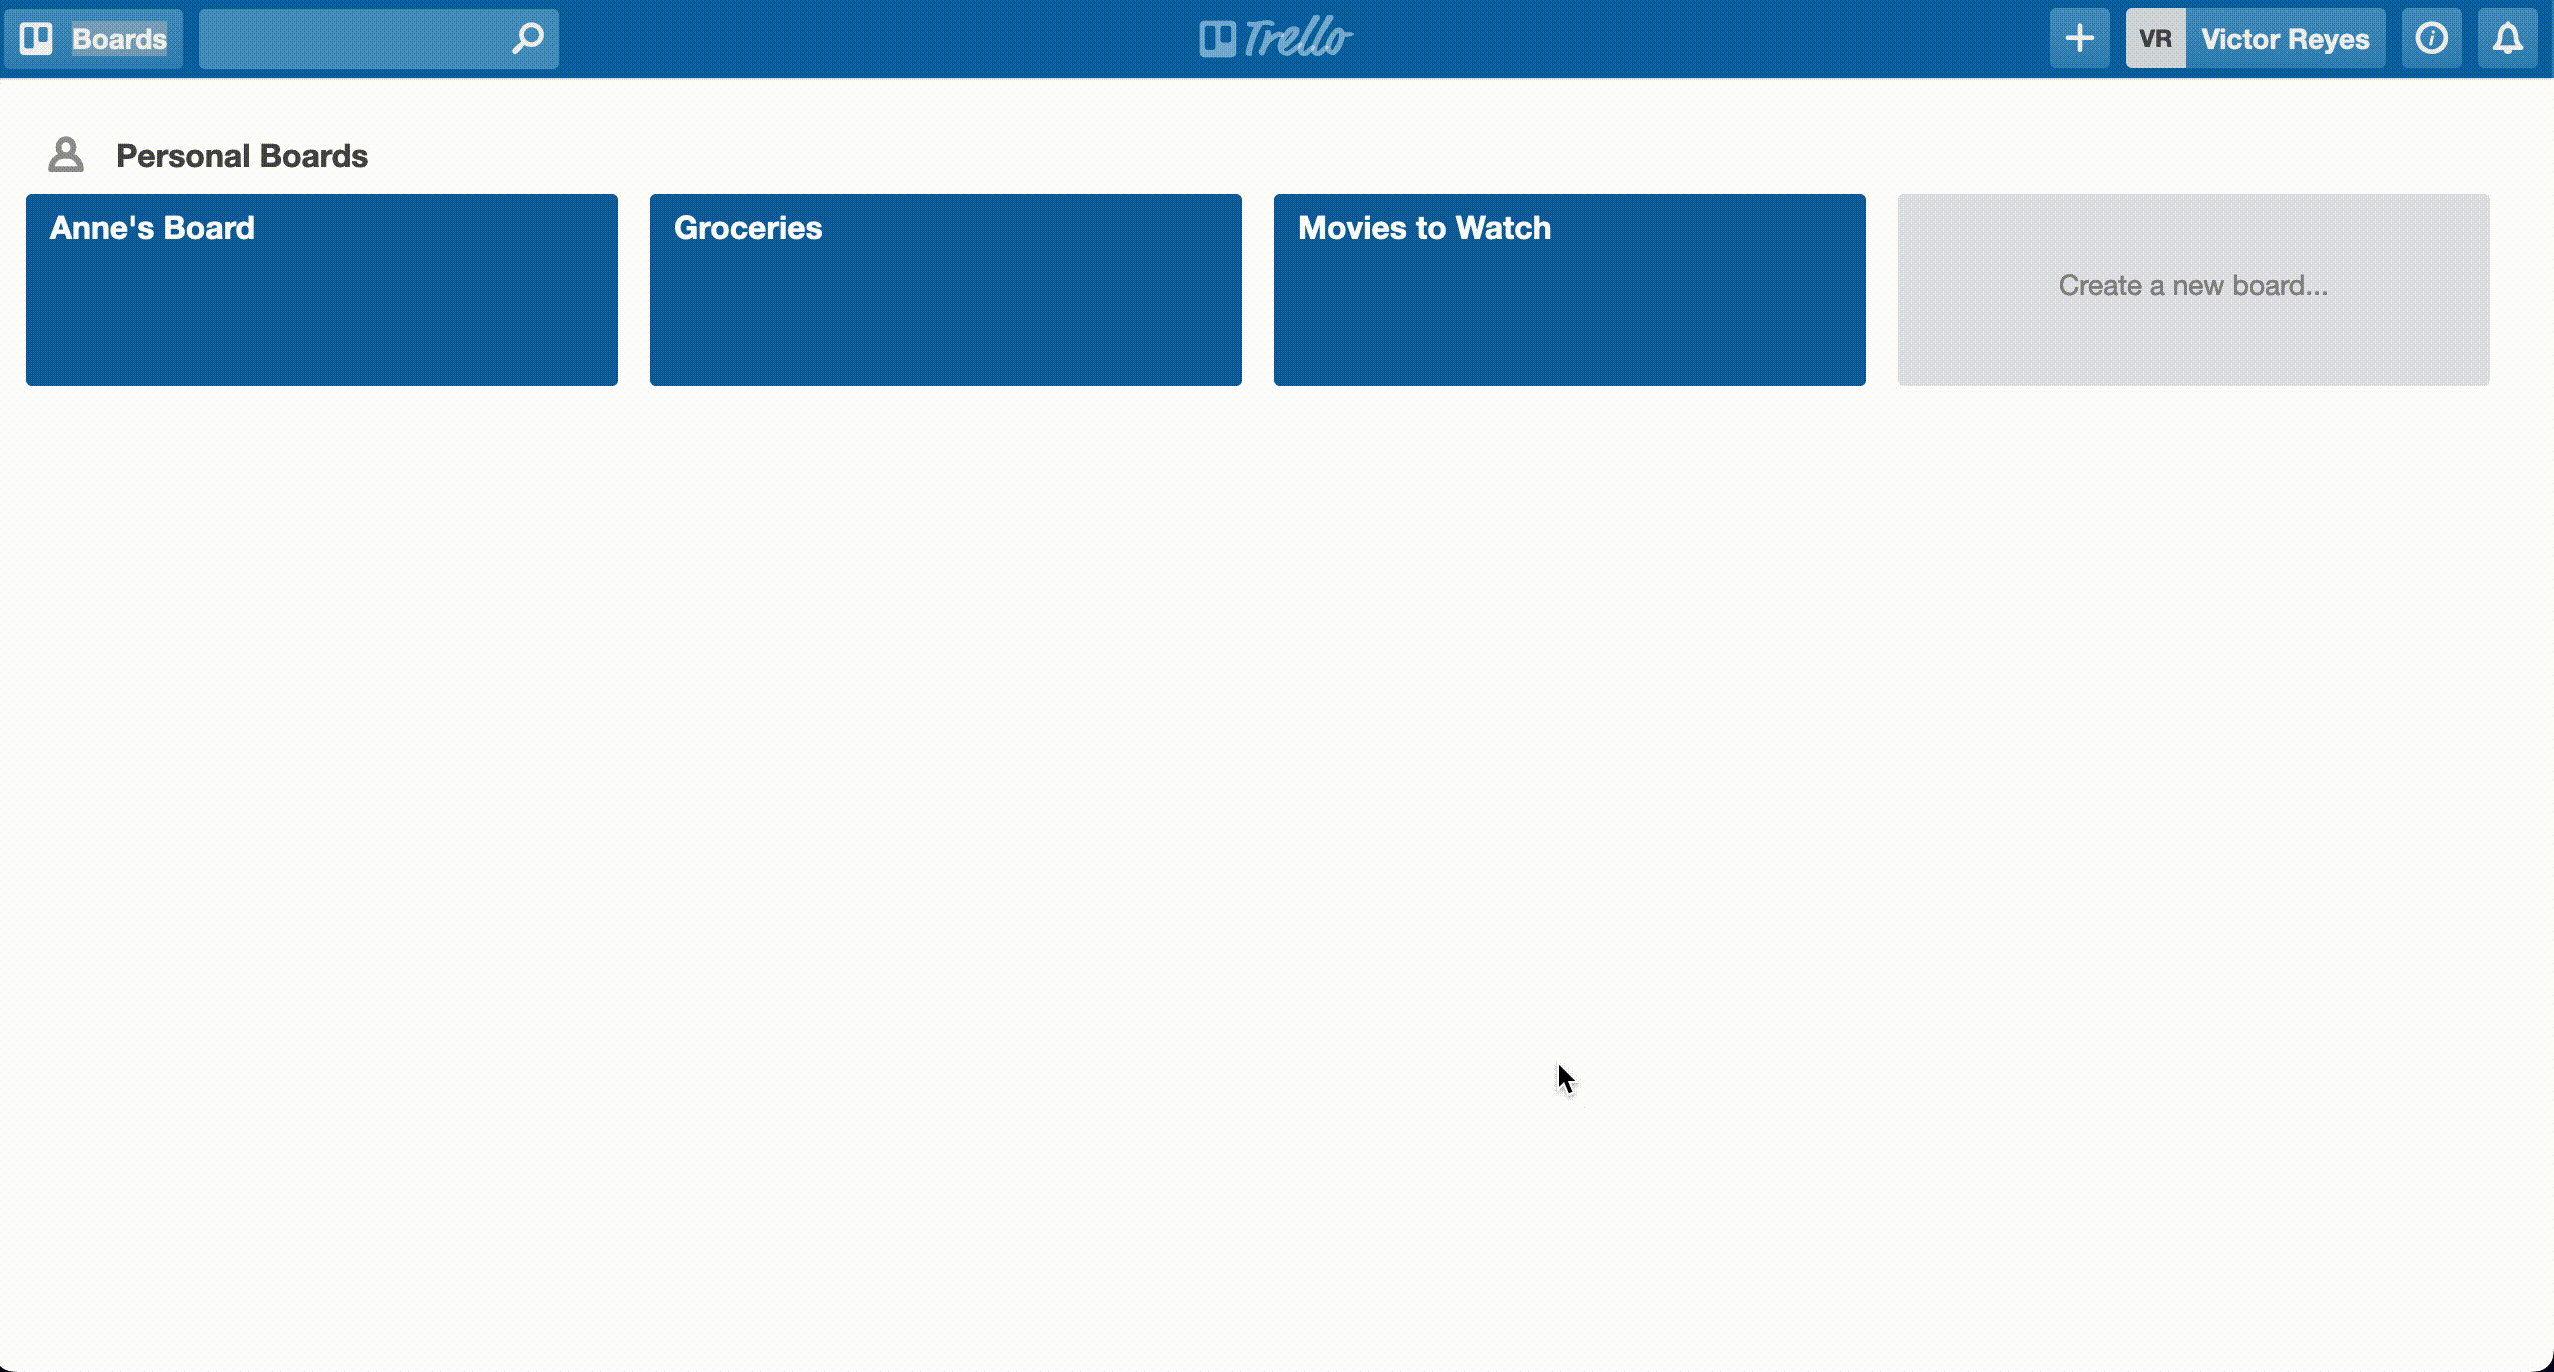 Boards
Trello
VR Victor Reyes
Personal Boards
Anne's Board
Groceries
Movies to Watch
Create a new board...